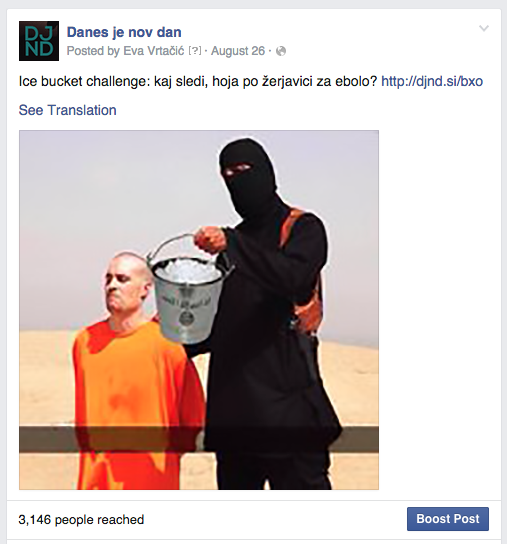 DJ
ND
Danes je nov dan
Posted by Eva Vrtačić [?] · August 26 ·
Ice bucket challenge: kaj sledi, hoja po žerjavici za ebolo? http://djnd.si/bxo
See Translation
3,146 people reached
Boost Post